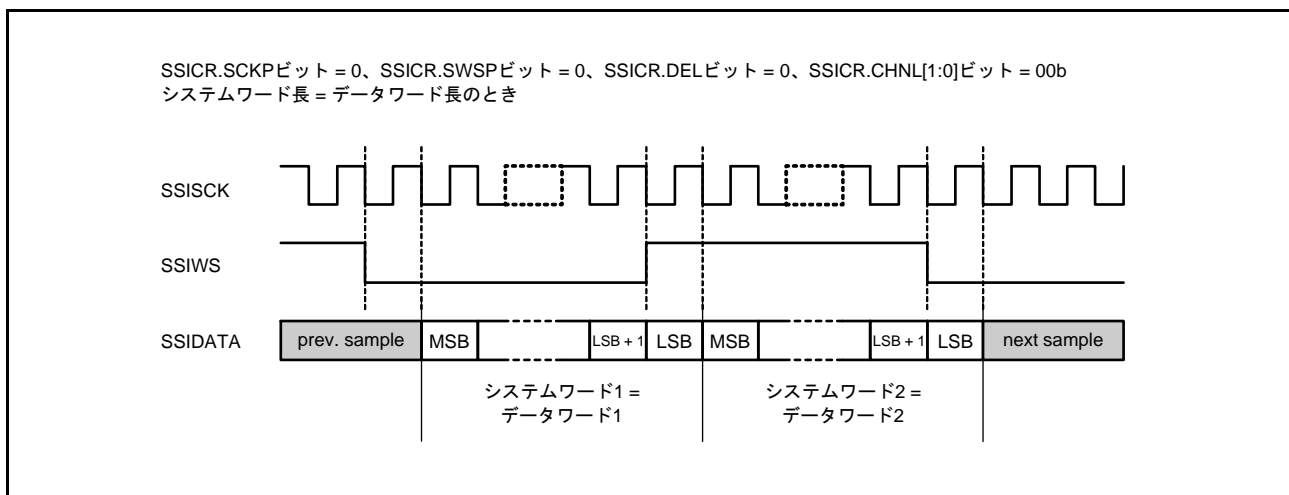 SSICR.SCKPビット = 0、SSICR.SWSPビット = 0、SSICR.DELビット = 0、SSICR.CHNL[1:0]ビット = 00b
システムワード長 = データワード長のとき
SSISCK
SSIWS
SSIDATA
prev. sample MSB LSB + 1 LSB MSB LSB + 1 LSB next sample
システムワード1 =
データワード1
システムワード2 =
データワード2